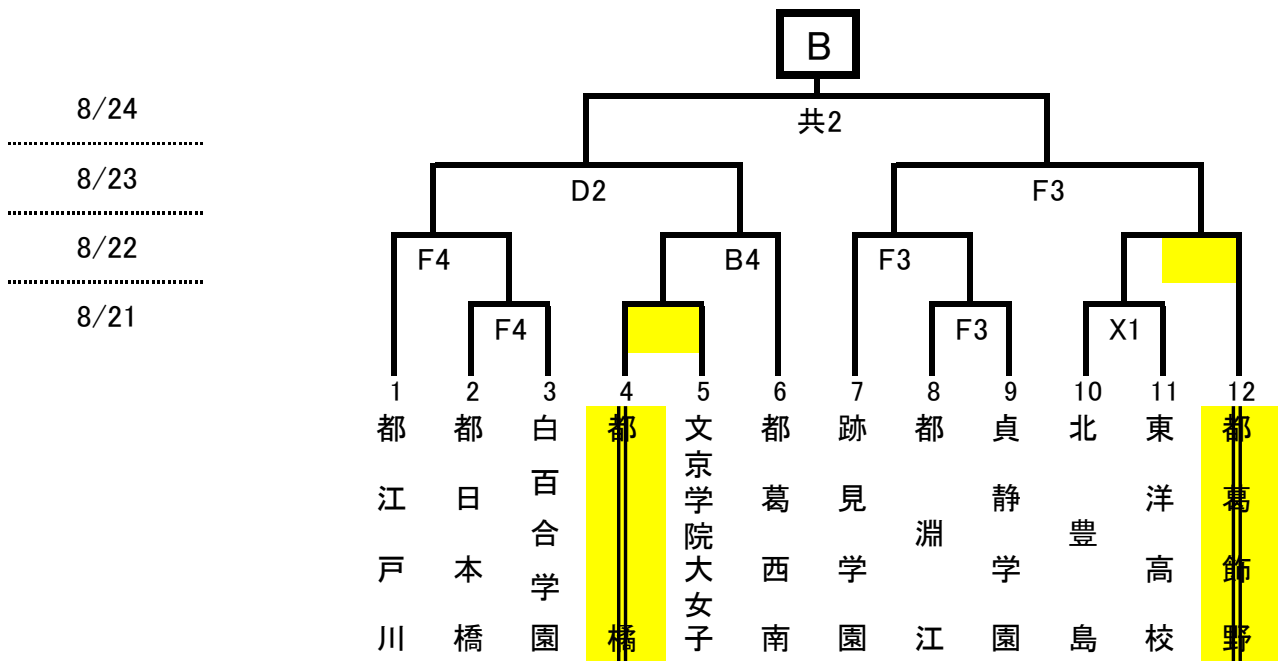 B
8/24
共2
8/23
D2
F3
8/22
F4
B4
F3
8/21
F4
F3
X1
1
2
3
4
5
6
7
8
9
10
11
12
都江戸川
都日本橋
白百合学園
都橘
文京学院大女子
都葛西南
跡見学園
都淵江
貞静学園
北豊島
東洋高校
都葛飾野